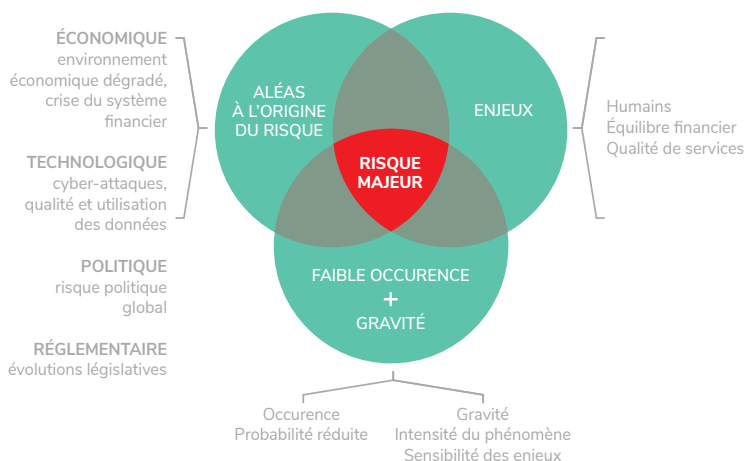 ÉCONOMIQUE
environnement
économique dégradé,
crise du système
financier
TECHNOLOGIQUE
cyber-attaques,
qualité et utilisation
des données
POLITIQUE
risque politique
global
RÉGLEMENTAIRE
évolutions législatives
ALÉAS
À L’ORIGINE
DU RISQUE
ENJEUX
RISQUE
MAJEUR
FAIBLE OCCURENCE
+
GRAVITÉ
Humains
Équilibre financier
Qualité de services
Occurence
Probabilité réduite
Gravité
Intensité du phénomène
Sensibilité des enieux